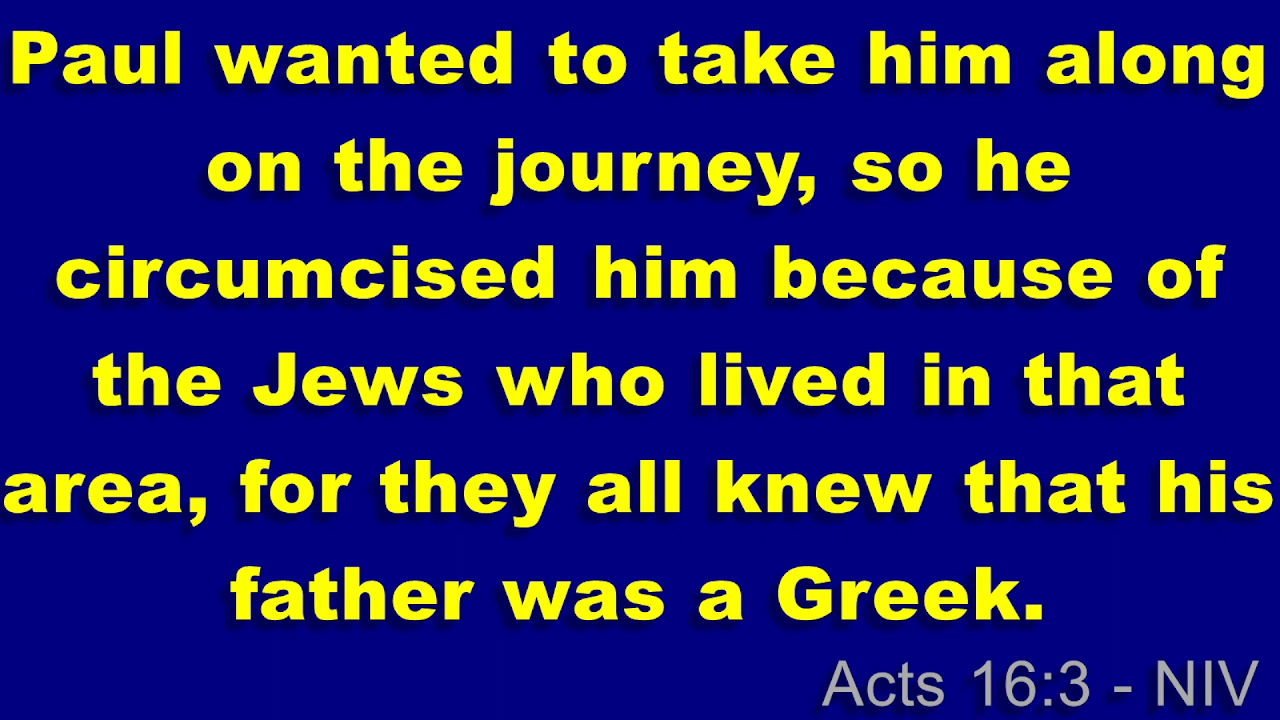 Paul wanted to take him along
on the journey, so he
circumcised him because of
the Jews who lived in that
area, for they all knew that his
father was a Greek.
Acts 16:3 - NIV